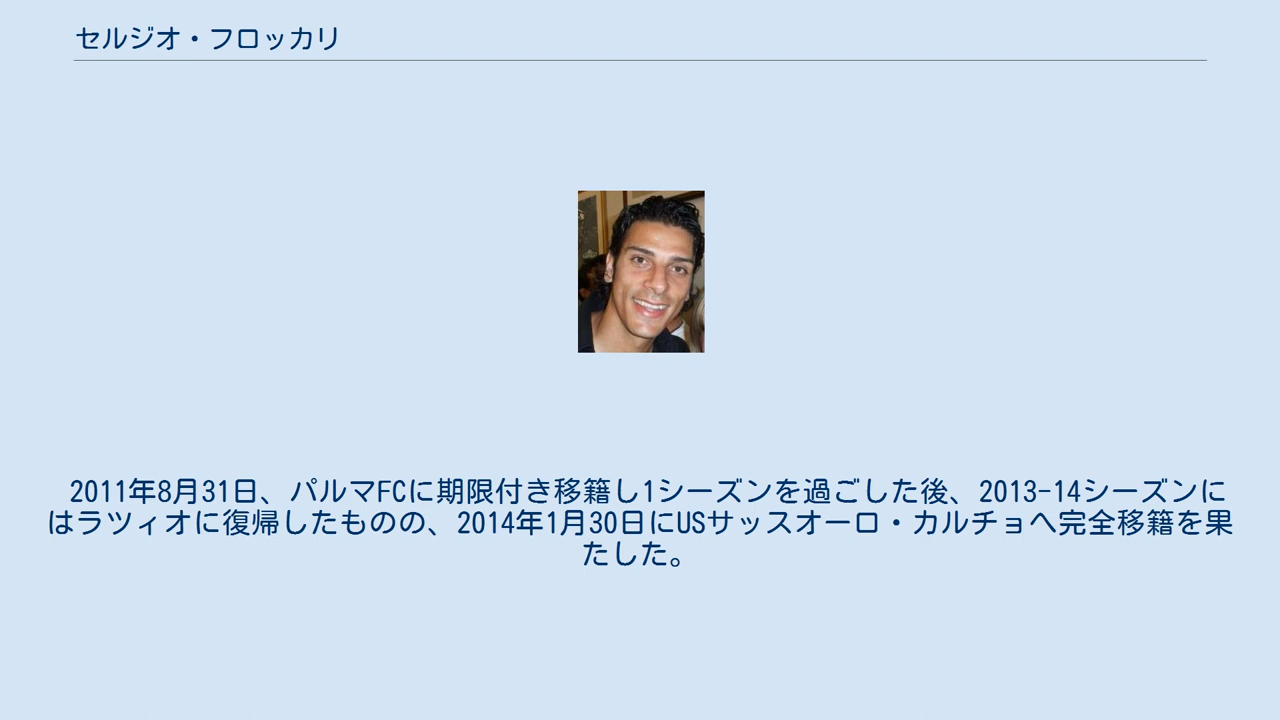 セルジオ・フロッカリ
2011年8月31日、パルマFCに期限付き移籍し1シーズンを過ごした後、2013-14シーズンに
はラツィオに復帰したものの、2014年1月30日にUSサッスオーロ・カルチョへ完全移籍を果
たした。